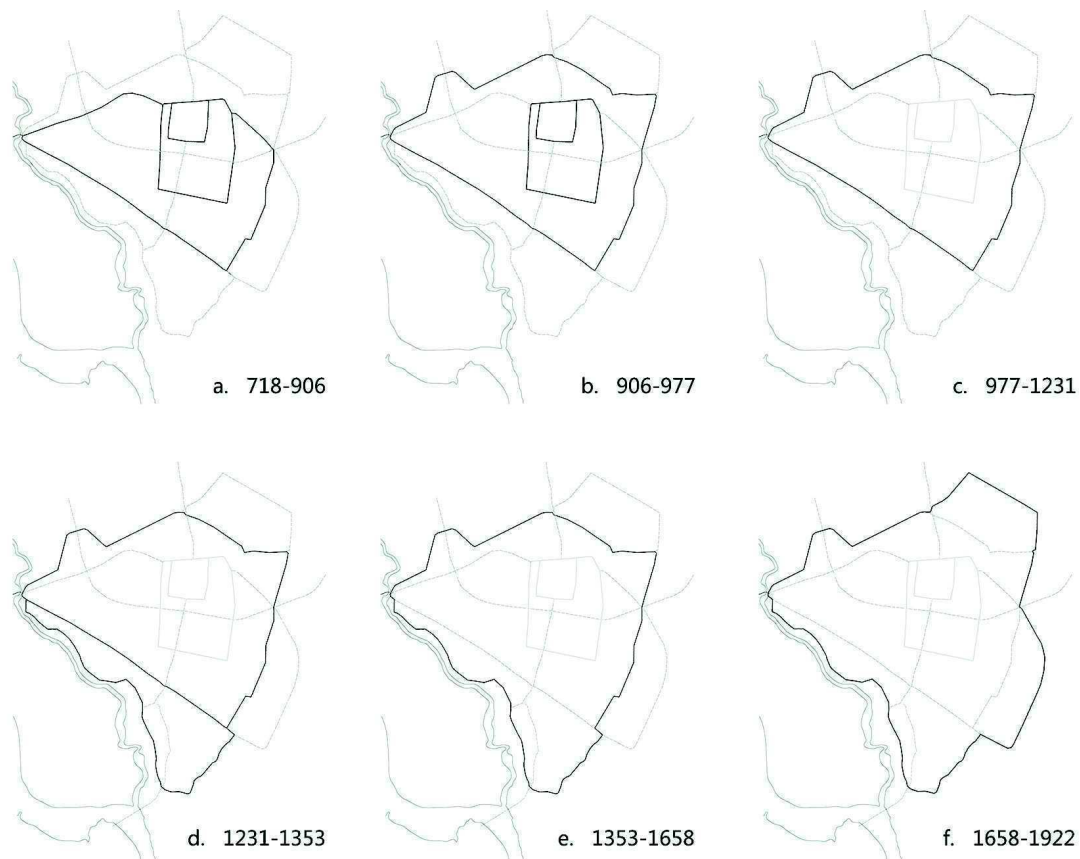 a. 718-906
b. 906-977
c. 977-1231
d. 1231-1353
e. 1353-1658
f. 1658-1922